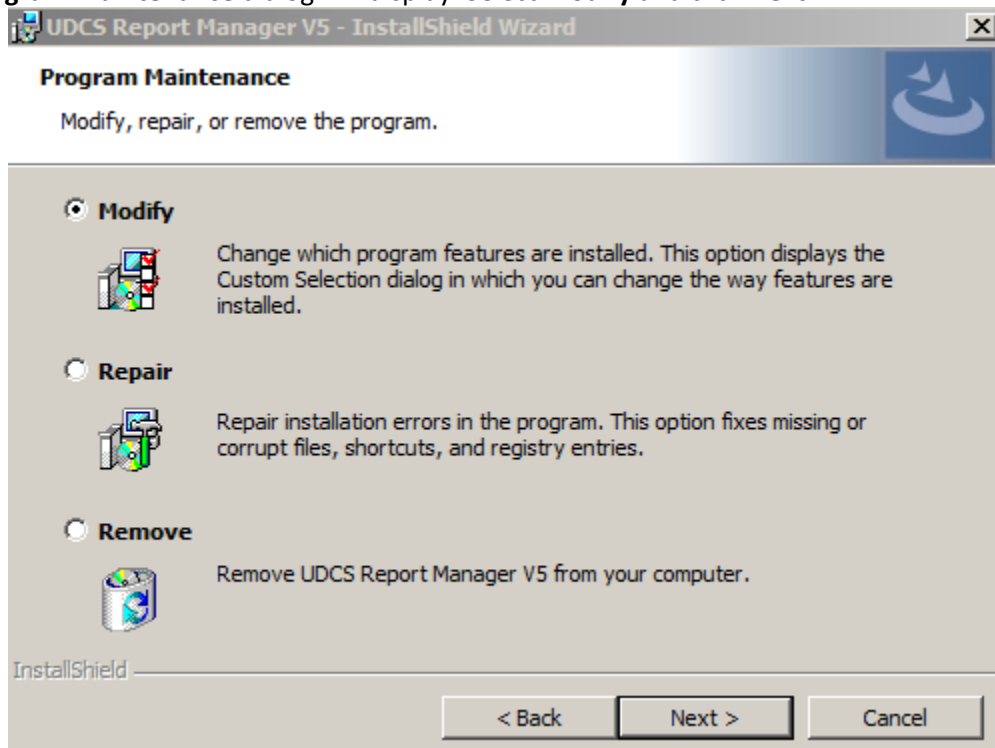 UDCS Report Manager V5 - InstallShield Wizard
Program Maintenance
Modify, repair, or remove the program.
Modify
Change which program features are installed. This option displays the
Custom Selection dialog in which you can change the way features are
installed.
Repair
Repair installation errors in the program. This option fixes missing or
corrupt files, shortcuts, and registry entries.
Remove
Remove UDCS Report Manager V5 from your computer.
InstallShield
< Back Next > Cancel